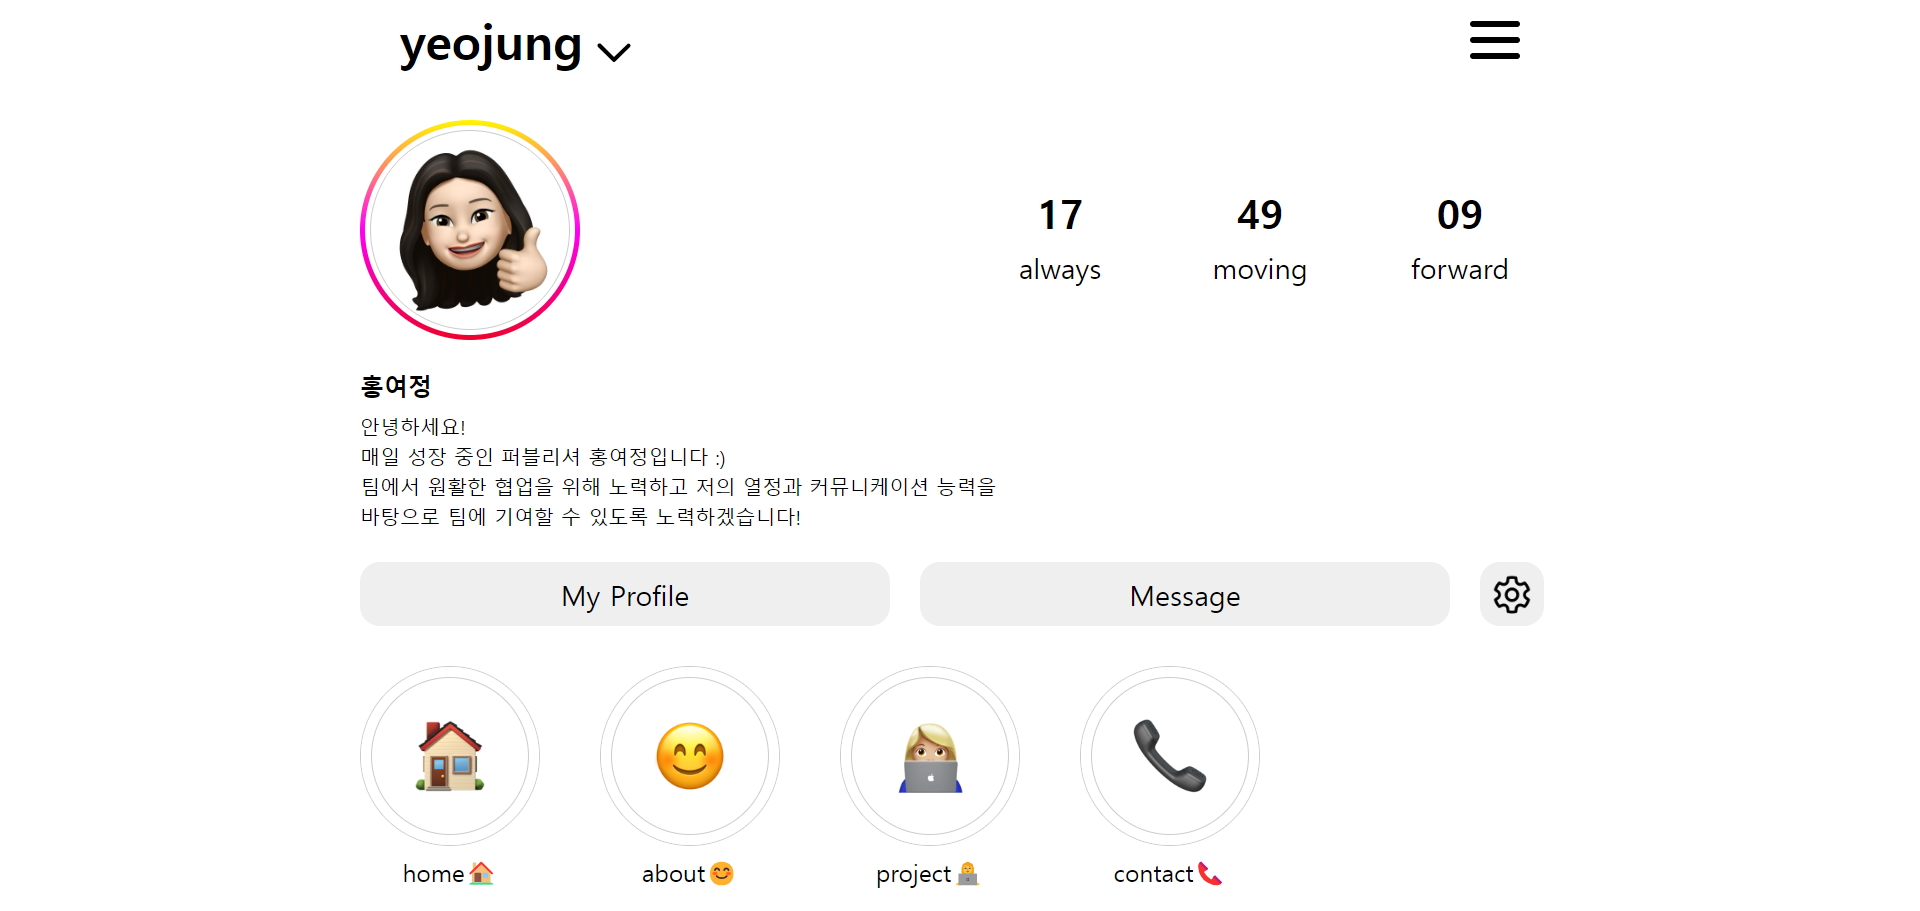 yeojung
17 49 09
always moving forward
홍여정
안녕하세요!
매일 성장 중인 퍼블리셔 홍여정입니다 :)
팀에서 원활한 협업을 위해 노력하고 저의 열정과 커뮤니케이션 능력을
바탕으로 팀에 기여할 수 있도록 노력하겠습니다!
My Profile Message
home🏠 about😊 project👩‍💻 contact📞